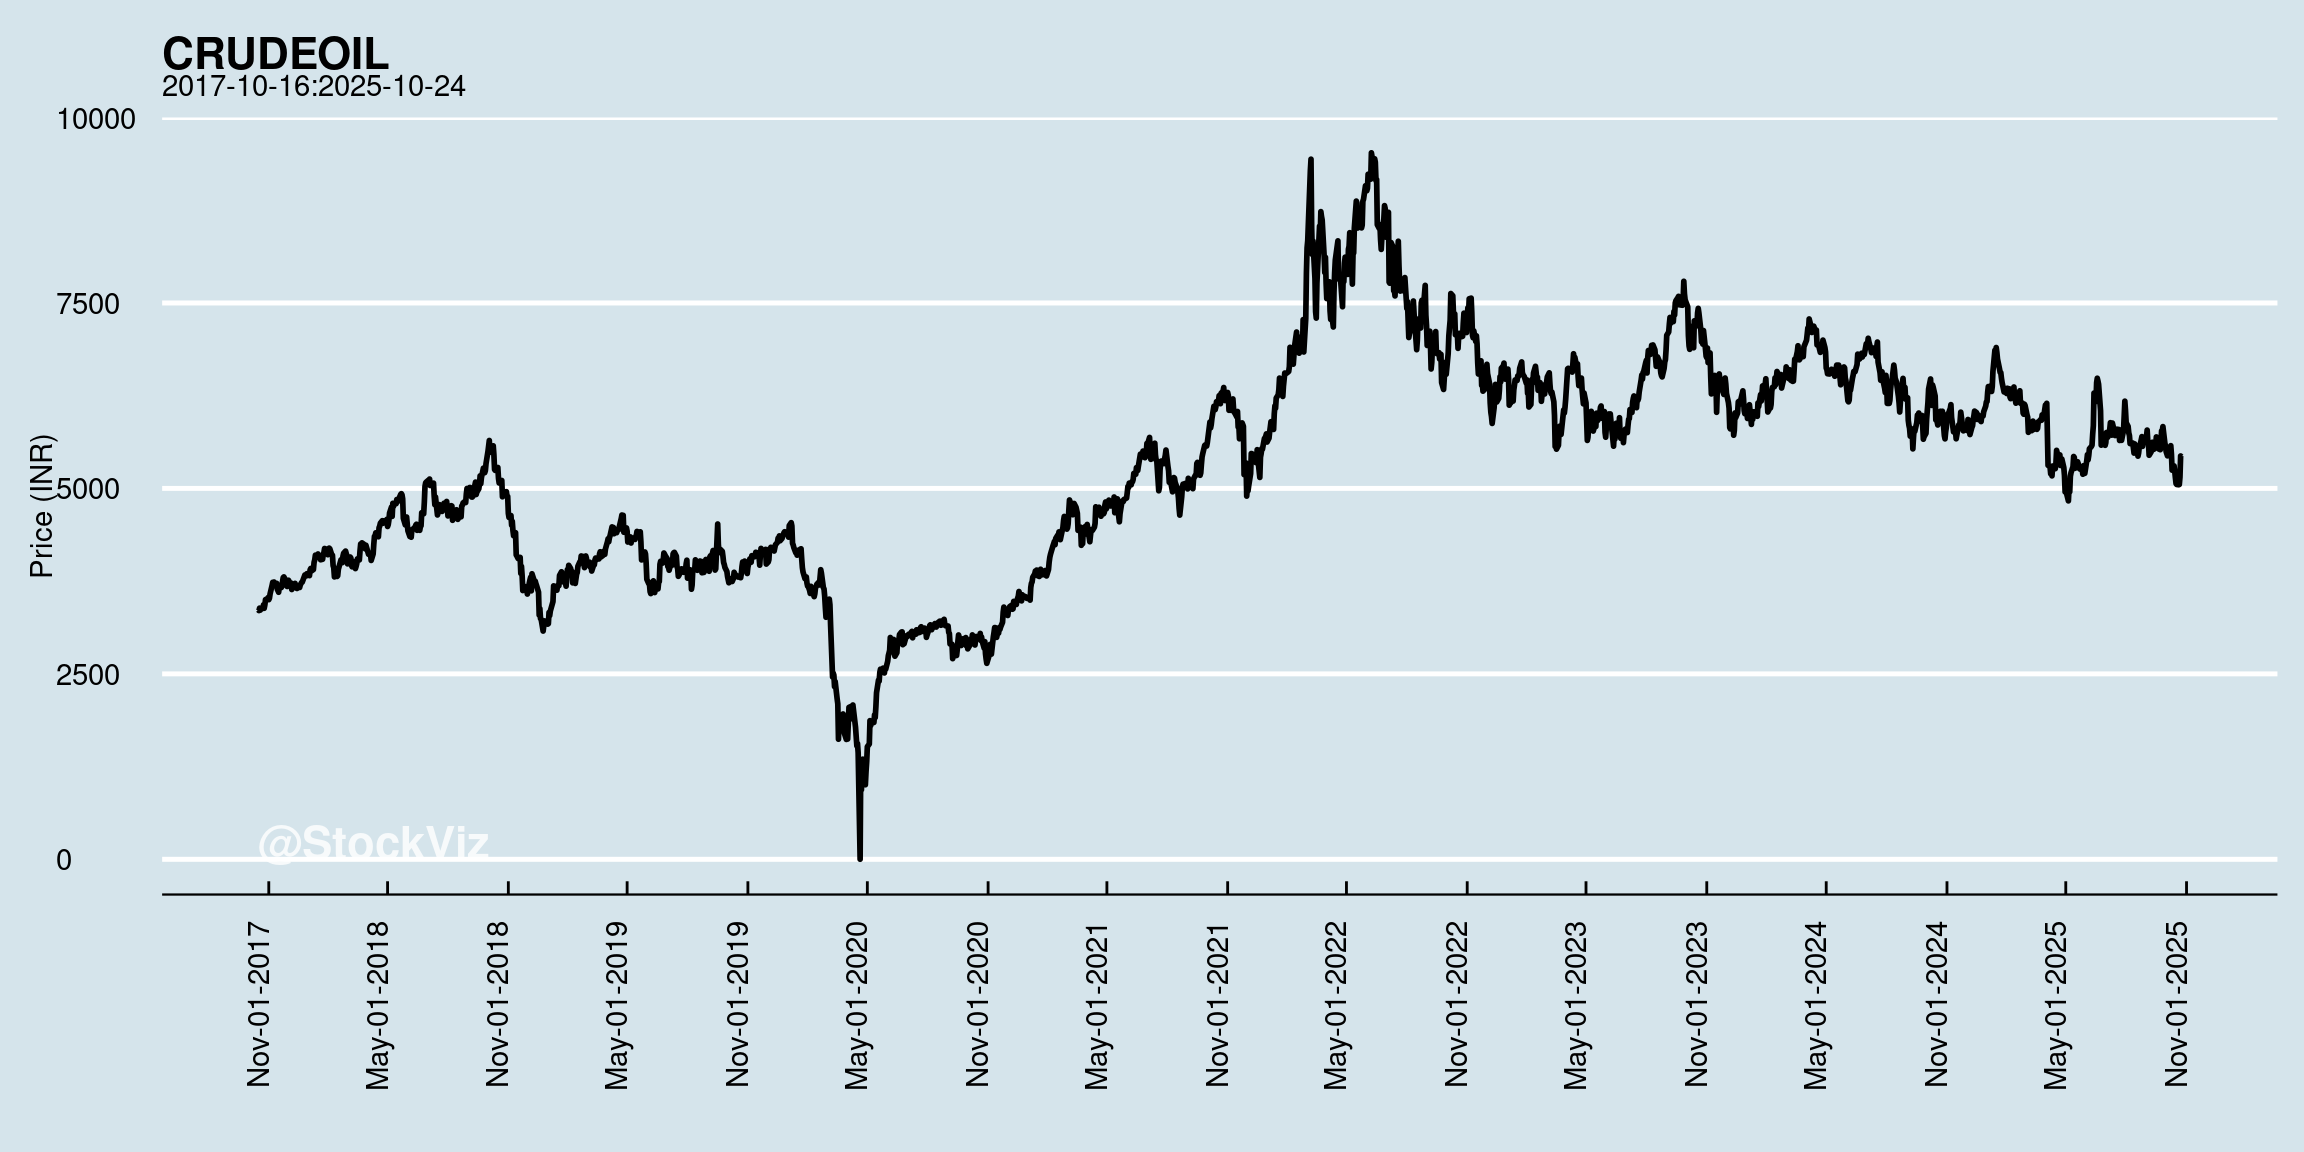 CRUDEOIL
2017-10-16:2025-10-24
10000
7500
5000
2500
0
Price (INR)
@StockViz
Nov-01-2017
May-01-2018
Nov-01-2018
May-01-2019
Nov-01-2019
May-01-2020
Nov-01-2020
May-01-2021
Nov-01-2021
May-01-2022
Nov-01-2022
May-01-2023
Nov-01-2023
May-01-2024
Nov-01-2024
May-01-2025
Nov-01-2025